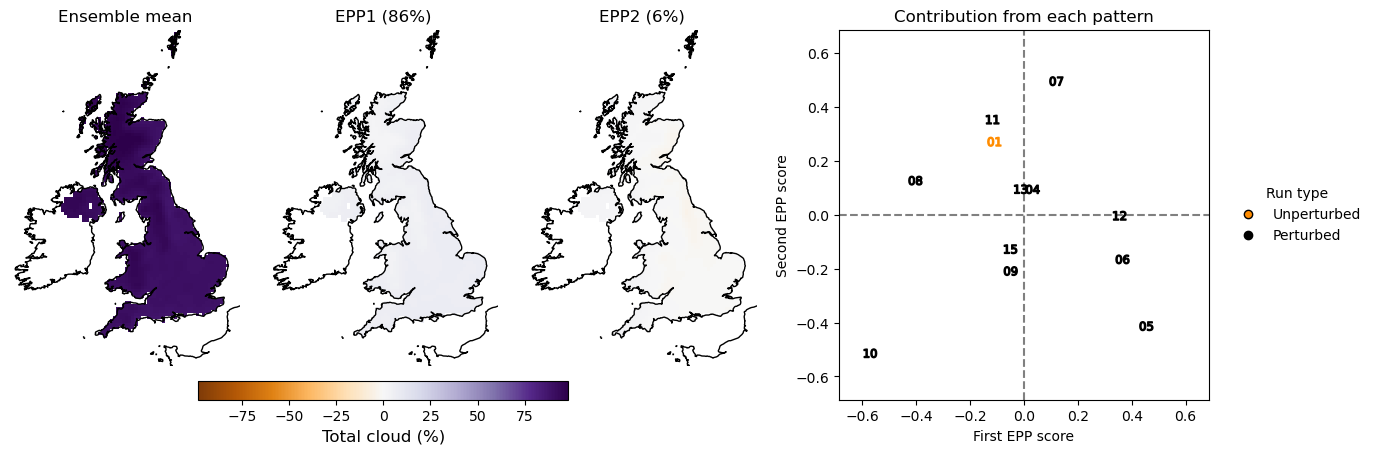 Ensemble mean
EPP1 (86%)
EPP2 (6%)
−75 −50 −25 0 25 50 75
Total cloud (%)
Contribution from each pattern
Second EPP score
0.6
0.4
0.2
0.0
−0.2
−0.4
−0.6
07
11
01
08
13 04
12
15
06
09
05
10
−0.6 −0.4 −0.2 0.0 0.2 0.4 0.6
First EPP score
Run type
Unperturbed
Perturbed